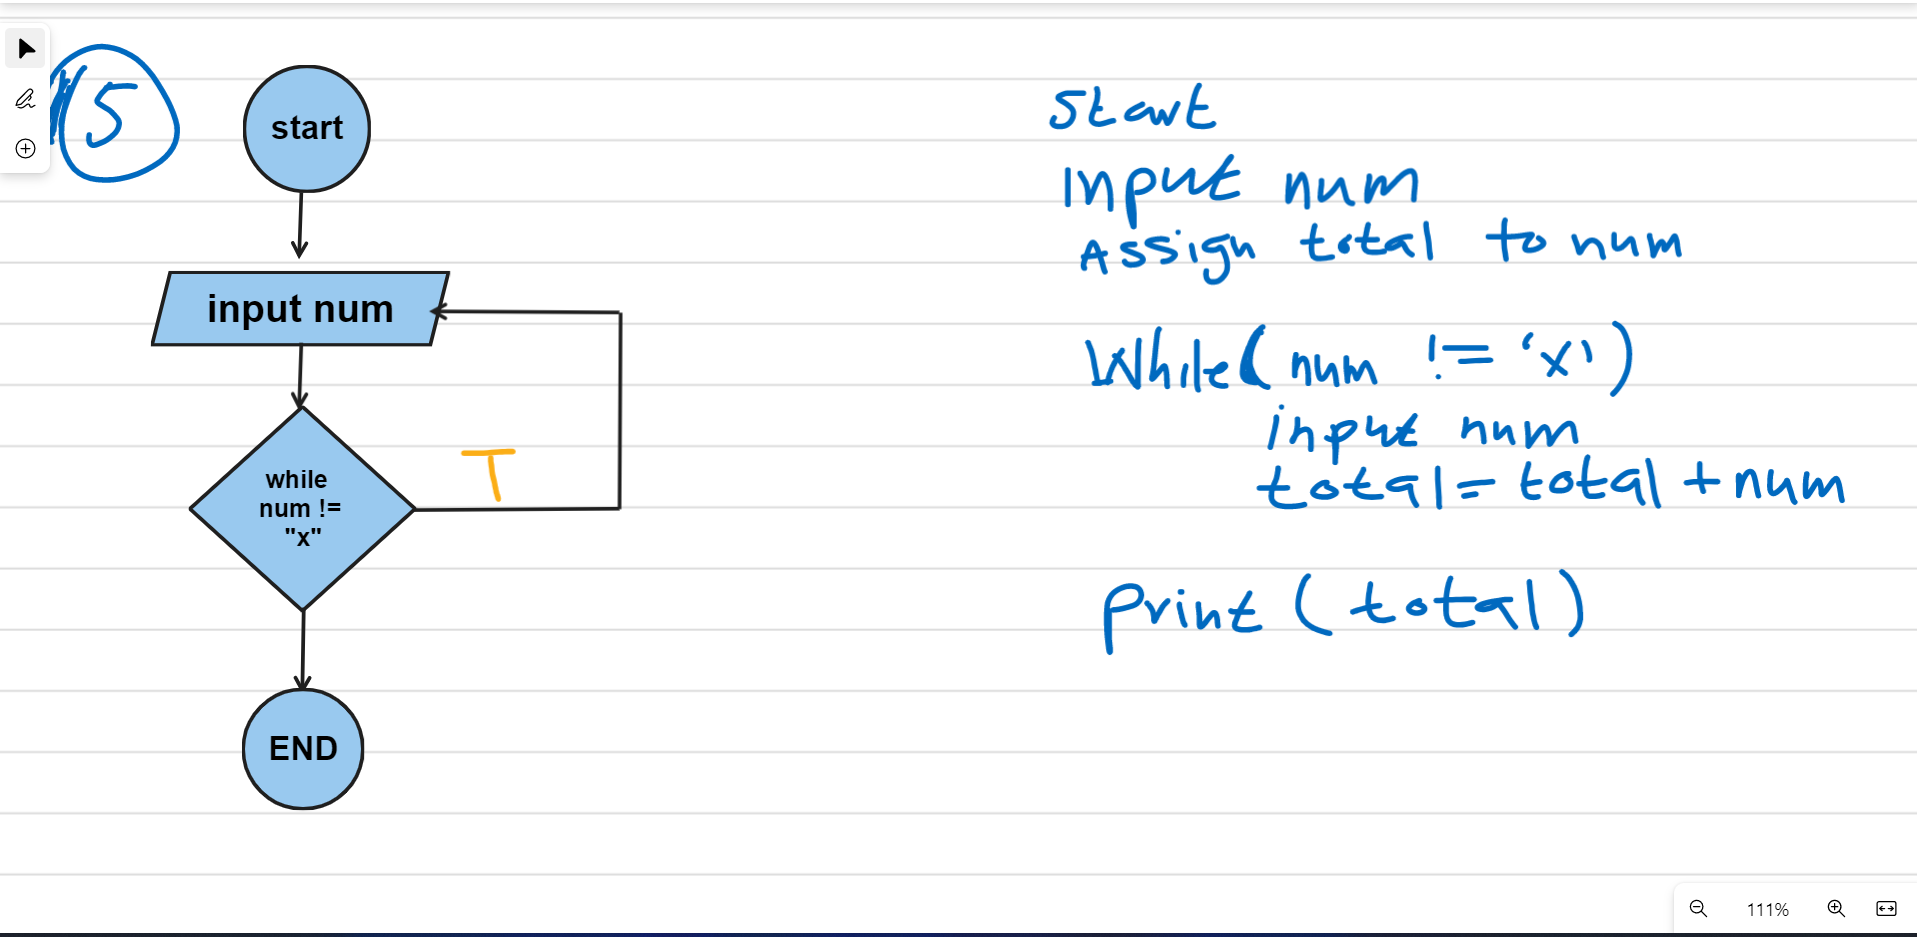 5
start
input num
while
num !=
"x"
T
END
Start
Input num
Assign total to num
While( num != 'x')
input num
total= total + num
print ( total )
111%